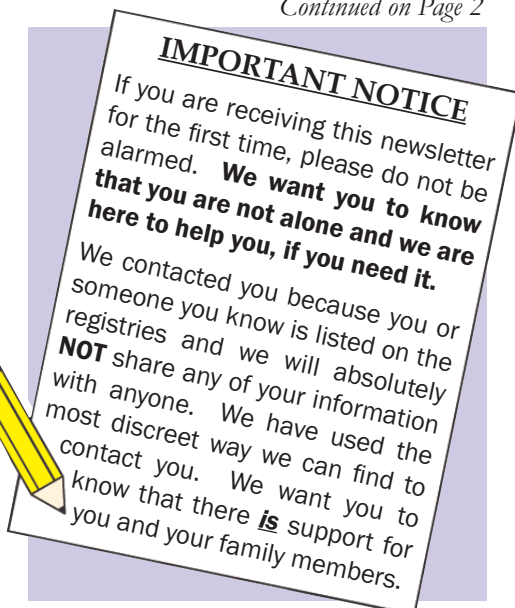 Continued on Page 2
IMPORTANT NOTICE
If you are receiving this newsletter
for the first time, please do not be
alarmed. We want you to know
that you are not alone and we are
here to help you, if you need it.
We contacted you because you or
someone you know is listed on the
registries and we will absolutely
NOT share any of your information
with anyone. We have used the
most discreet way we can find to
contact you. We want you to
know that there is support for
you and your family members.